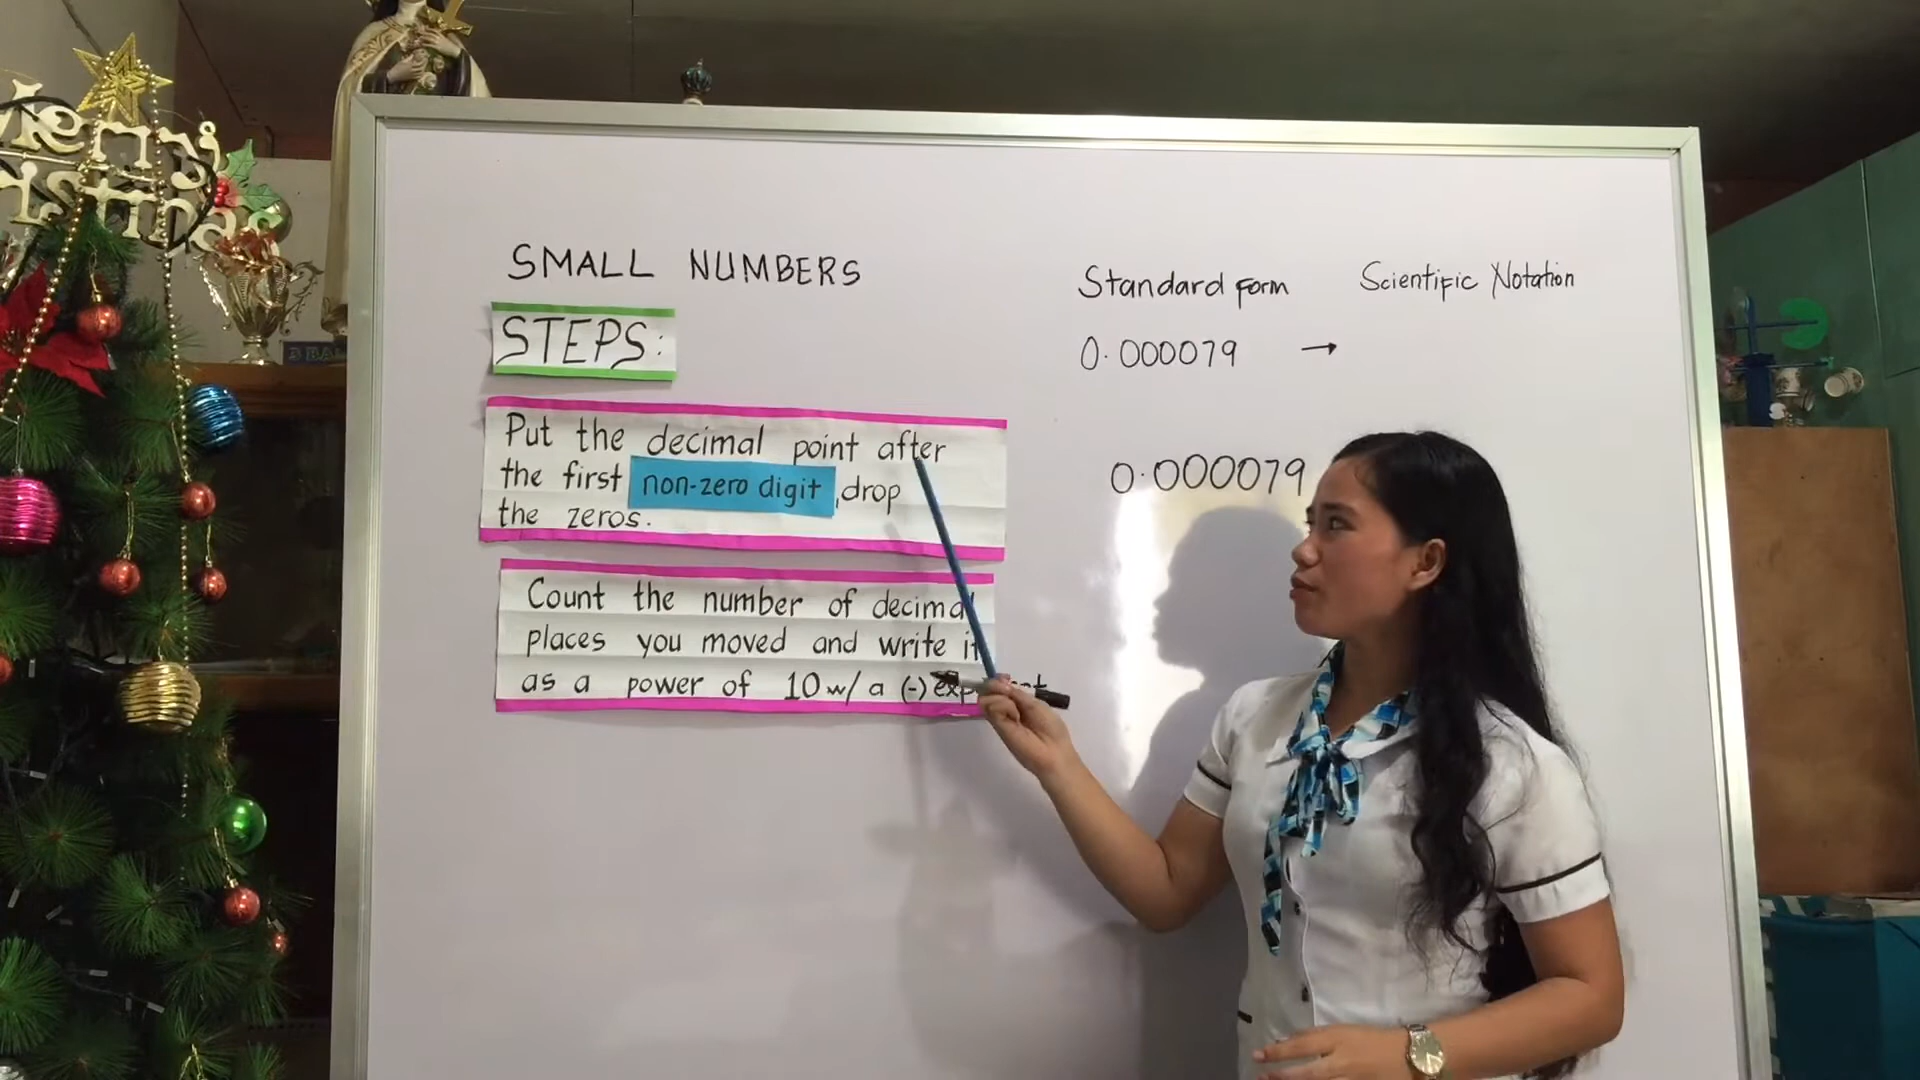 Merry
SMALL NUMBERS
STEPS:
Put the decimal point after
the first non-zero digit, drop
the zeros.
Count the number of decimal
places you moved and write it
as a power of 10 w/ a (-)
Standard form Scientific Notation
0.000079 →
0.000079